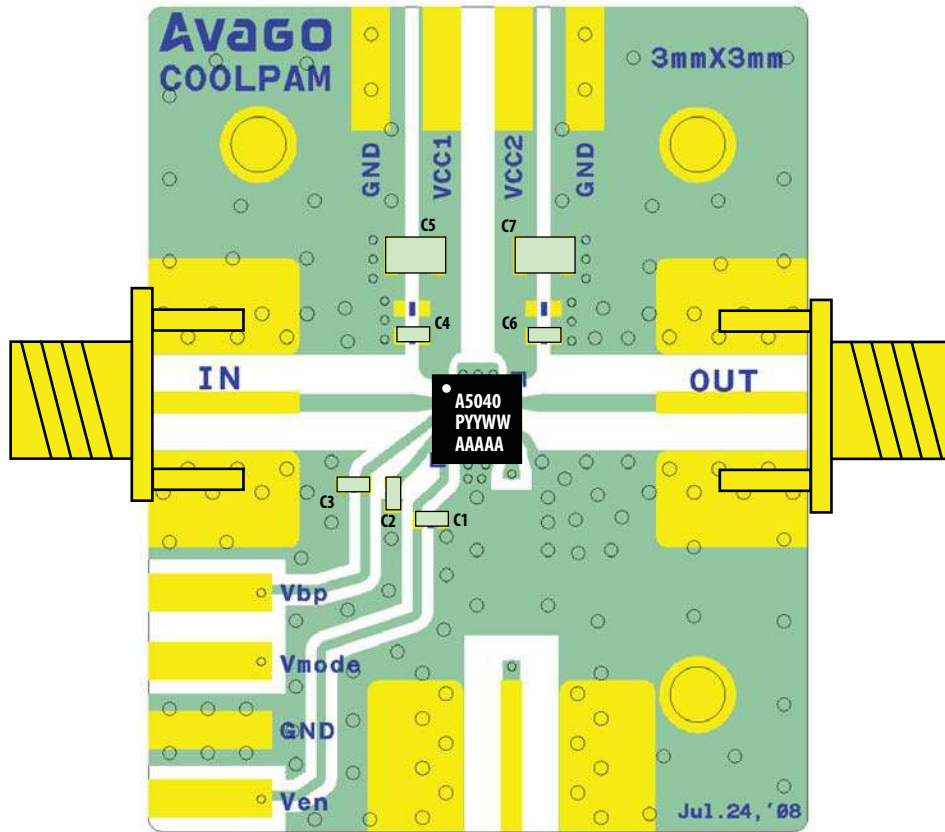 AVAGO
COOLPAM
3mmX3mm
GND
VCC1
VCC2
GND
C5
C7
C4
C6
IN
OUT
A5040
PYYWW
AAAAA
C3
C2
C1
Vbp
Vmode
GND
Ven
Jul.24,'08